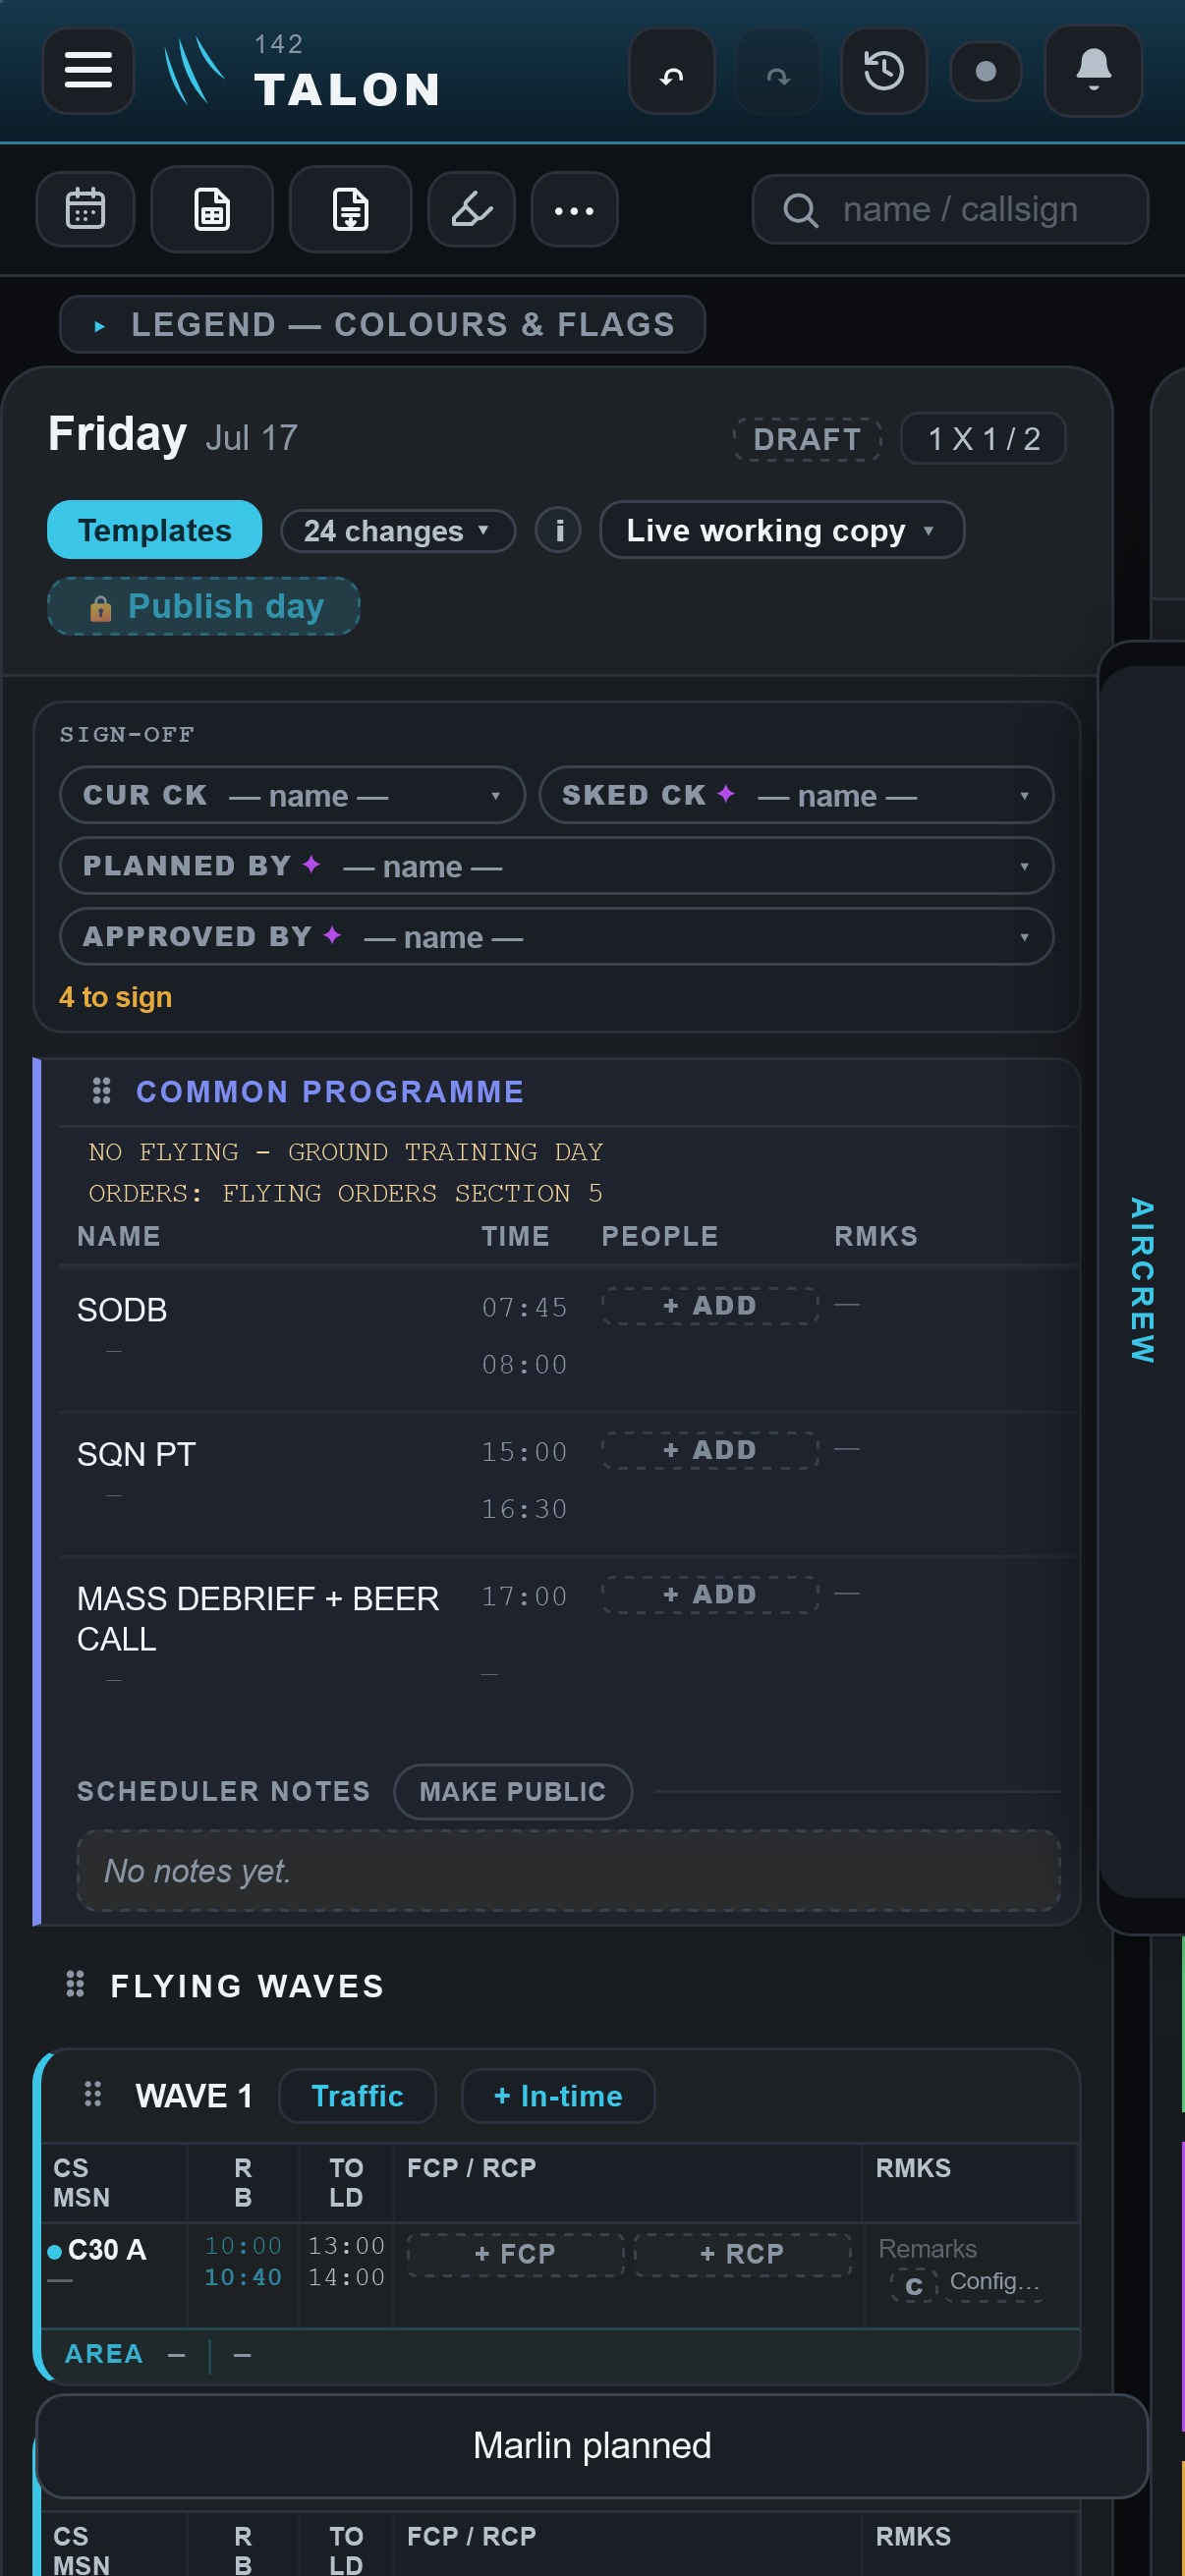 142
TALON
name / callsign
LEGEND — COLOURS & FLAGS
Friday Jul 17 DRAFT 1 X 1 / 2
Templates 24 changes i Live working copy
Publish day
SIGN-OFF
CUR CK — name — SKED CK — name —
PLANNED BY — name —
APPROVED BY — name —
4 to sign
COMMON PROGRAMME
NO FLYING - GROUND TRAINING DAY
ORDERS: FLYING ORDERS SECTION 5
NAME TIME PEOPLE RMKS
SODB 07:45 + ADD —
— 08:00
SQN PT 15:00 + ADD —
— 16:30
MASS DEBRIEF + BEER 17:00 + ADD —
CALL
— —
SCHEDULER NOTES MAKE PUBLIC
No notes yet.
AIRCREW
FLYING WAVES
WAVE 1 Traffic + In-time
CS R TO FCP / RCP RMKS
MSN B LD
C30 A 10:00 13:00 + FCP + RCP Remarks
— 10:40 14:00 C Config...
AREA — —
Marlin planned
CS R TO FCP / RCP RMKS
MSN B LD